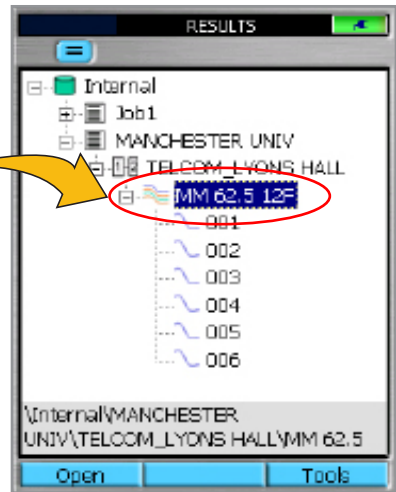 RESULTS
Internal
Job1
MANCHESTER UNIV
TELCOM_LYONS HALL
MM 62.5 12F
001
002
003
004
005
006
\Internal\MANCHESTER
UNIV\TELCOM_LYONS HALL\MM 62.5
Open Tools